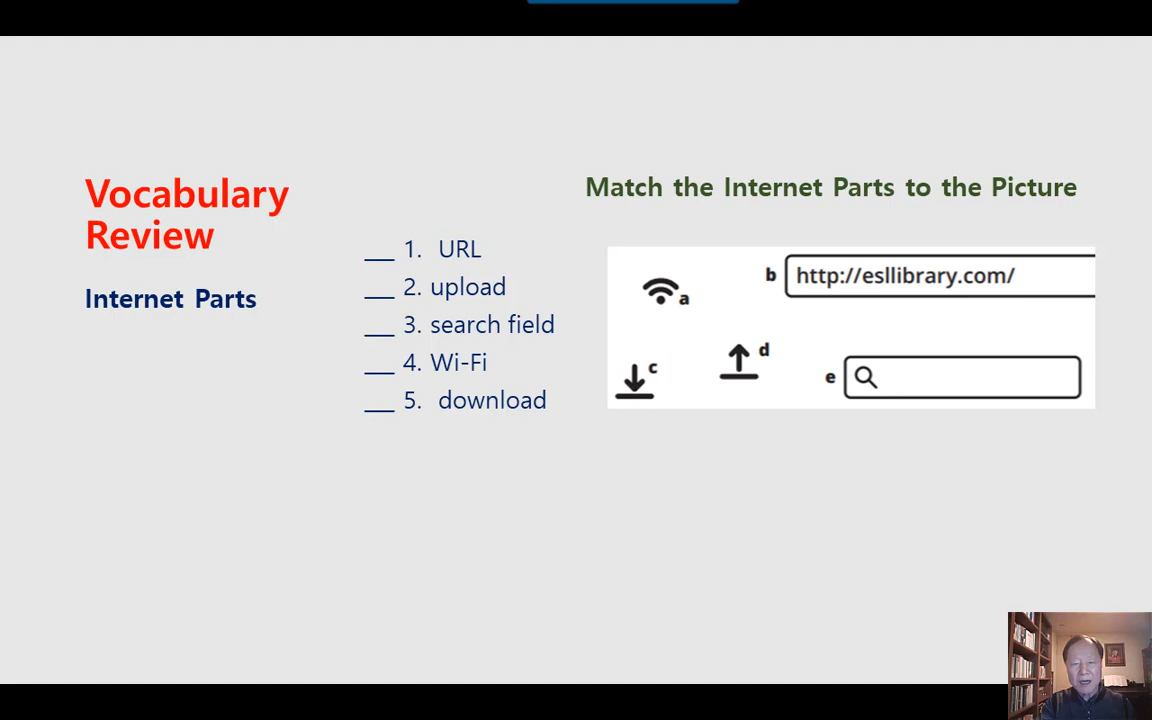 Vocabulary
Review
Internet Parts
___ 1. URL
___ 2. upload
___ 3. search field
___ 4. Wi-Fi
___ 5. download
Match the Internet Parts to the Picture
a
b http://esllibrary.com/
c
d
e